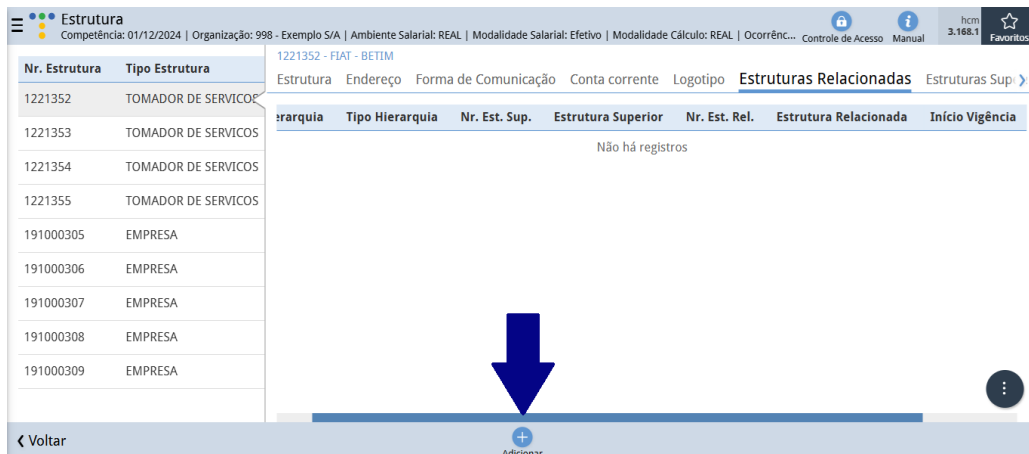 Estrutura
Competência: 01/12/2024 | Organização: 998 - Exemplo S/A | Ambiente Salarial: REAL | Modalidade Salarial: Efetivo | Modalidade Cálculo: REAL | Ocorrênc...
Controle de Acesso
Manual
hcm
3.168.1
Favoritos
1221352 - FIAT - BETIM
Estrutura Endereço Forma de Comunicação Conta corrente Logotipo Estruturas Relacionadas Estruturas Sup
Nr. Estrutura Tipo Estrutura
1221352 TOMADOR DE SERVICOS
1221353 TOMADOR DE SERVICOS
1221354 TOMADOR DE SERVICOS
1221355 TOMADOR DE SERVICOS
191000305 EMPRESA
191000306 EMPRESA
191000307 EMPRESA
191000308 EMPRESA
191000309 EMPRESA
erarquia Tipo Hierarquia Nr. Est. Sup. Estrutura Superior Nr. Est. Rel. Estrutura Relacionada Início Vigência
Não há registros
Voltar
Adicionar